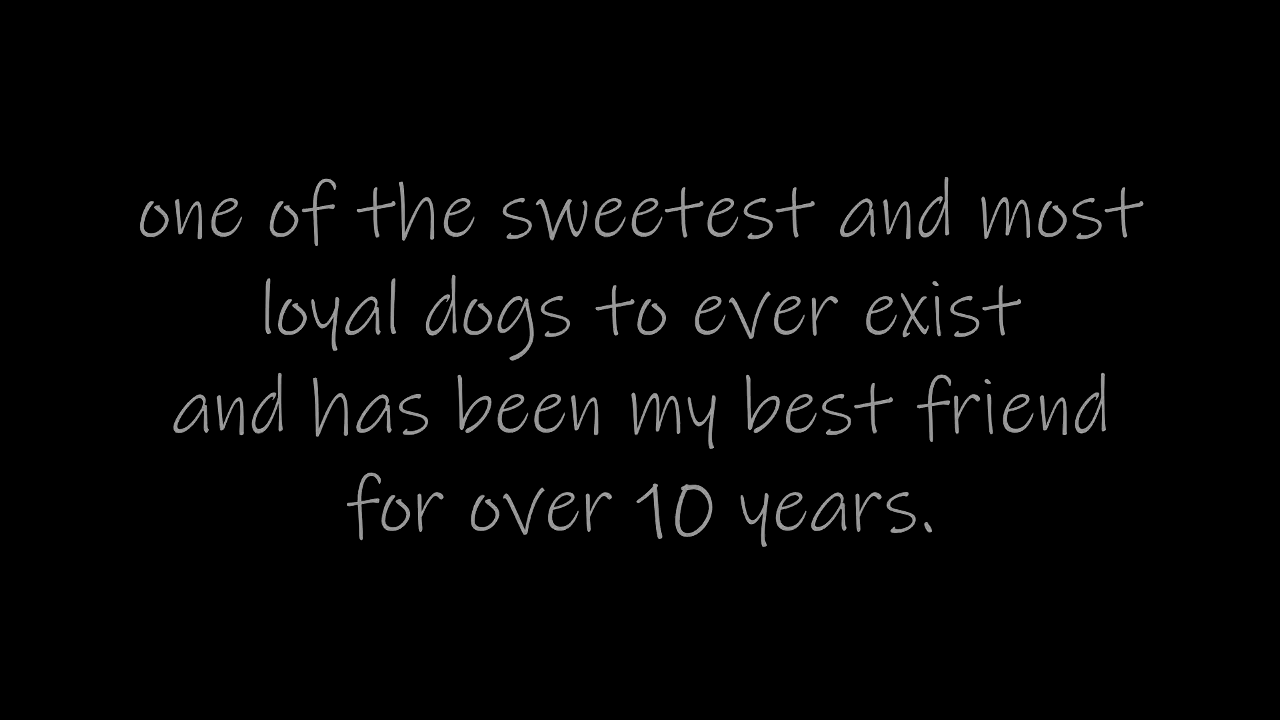 one of the sweetest and most
loyal dogs to ever exist
and has been my best friend
for over 10 years.